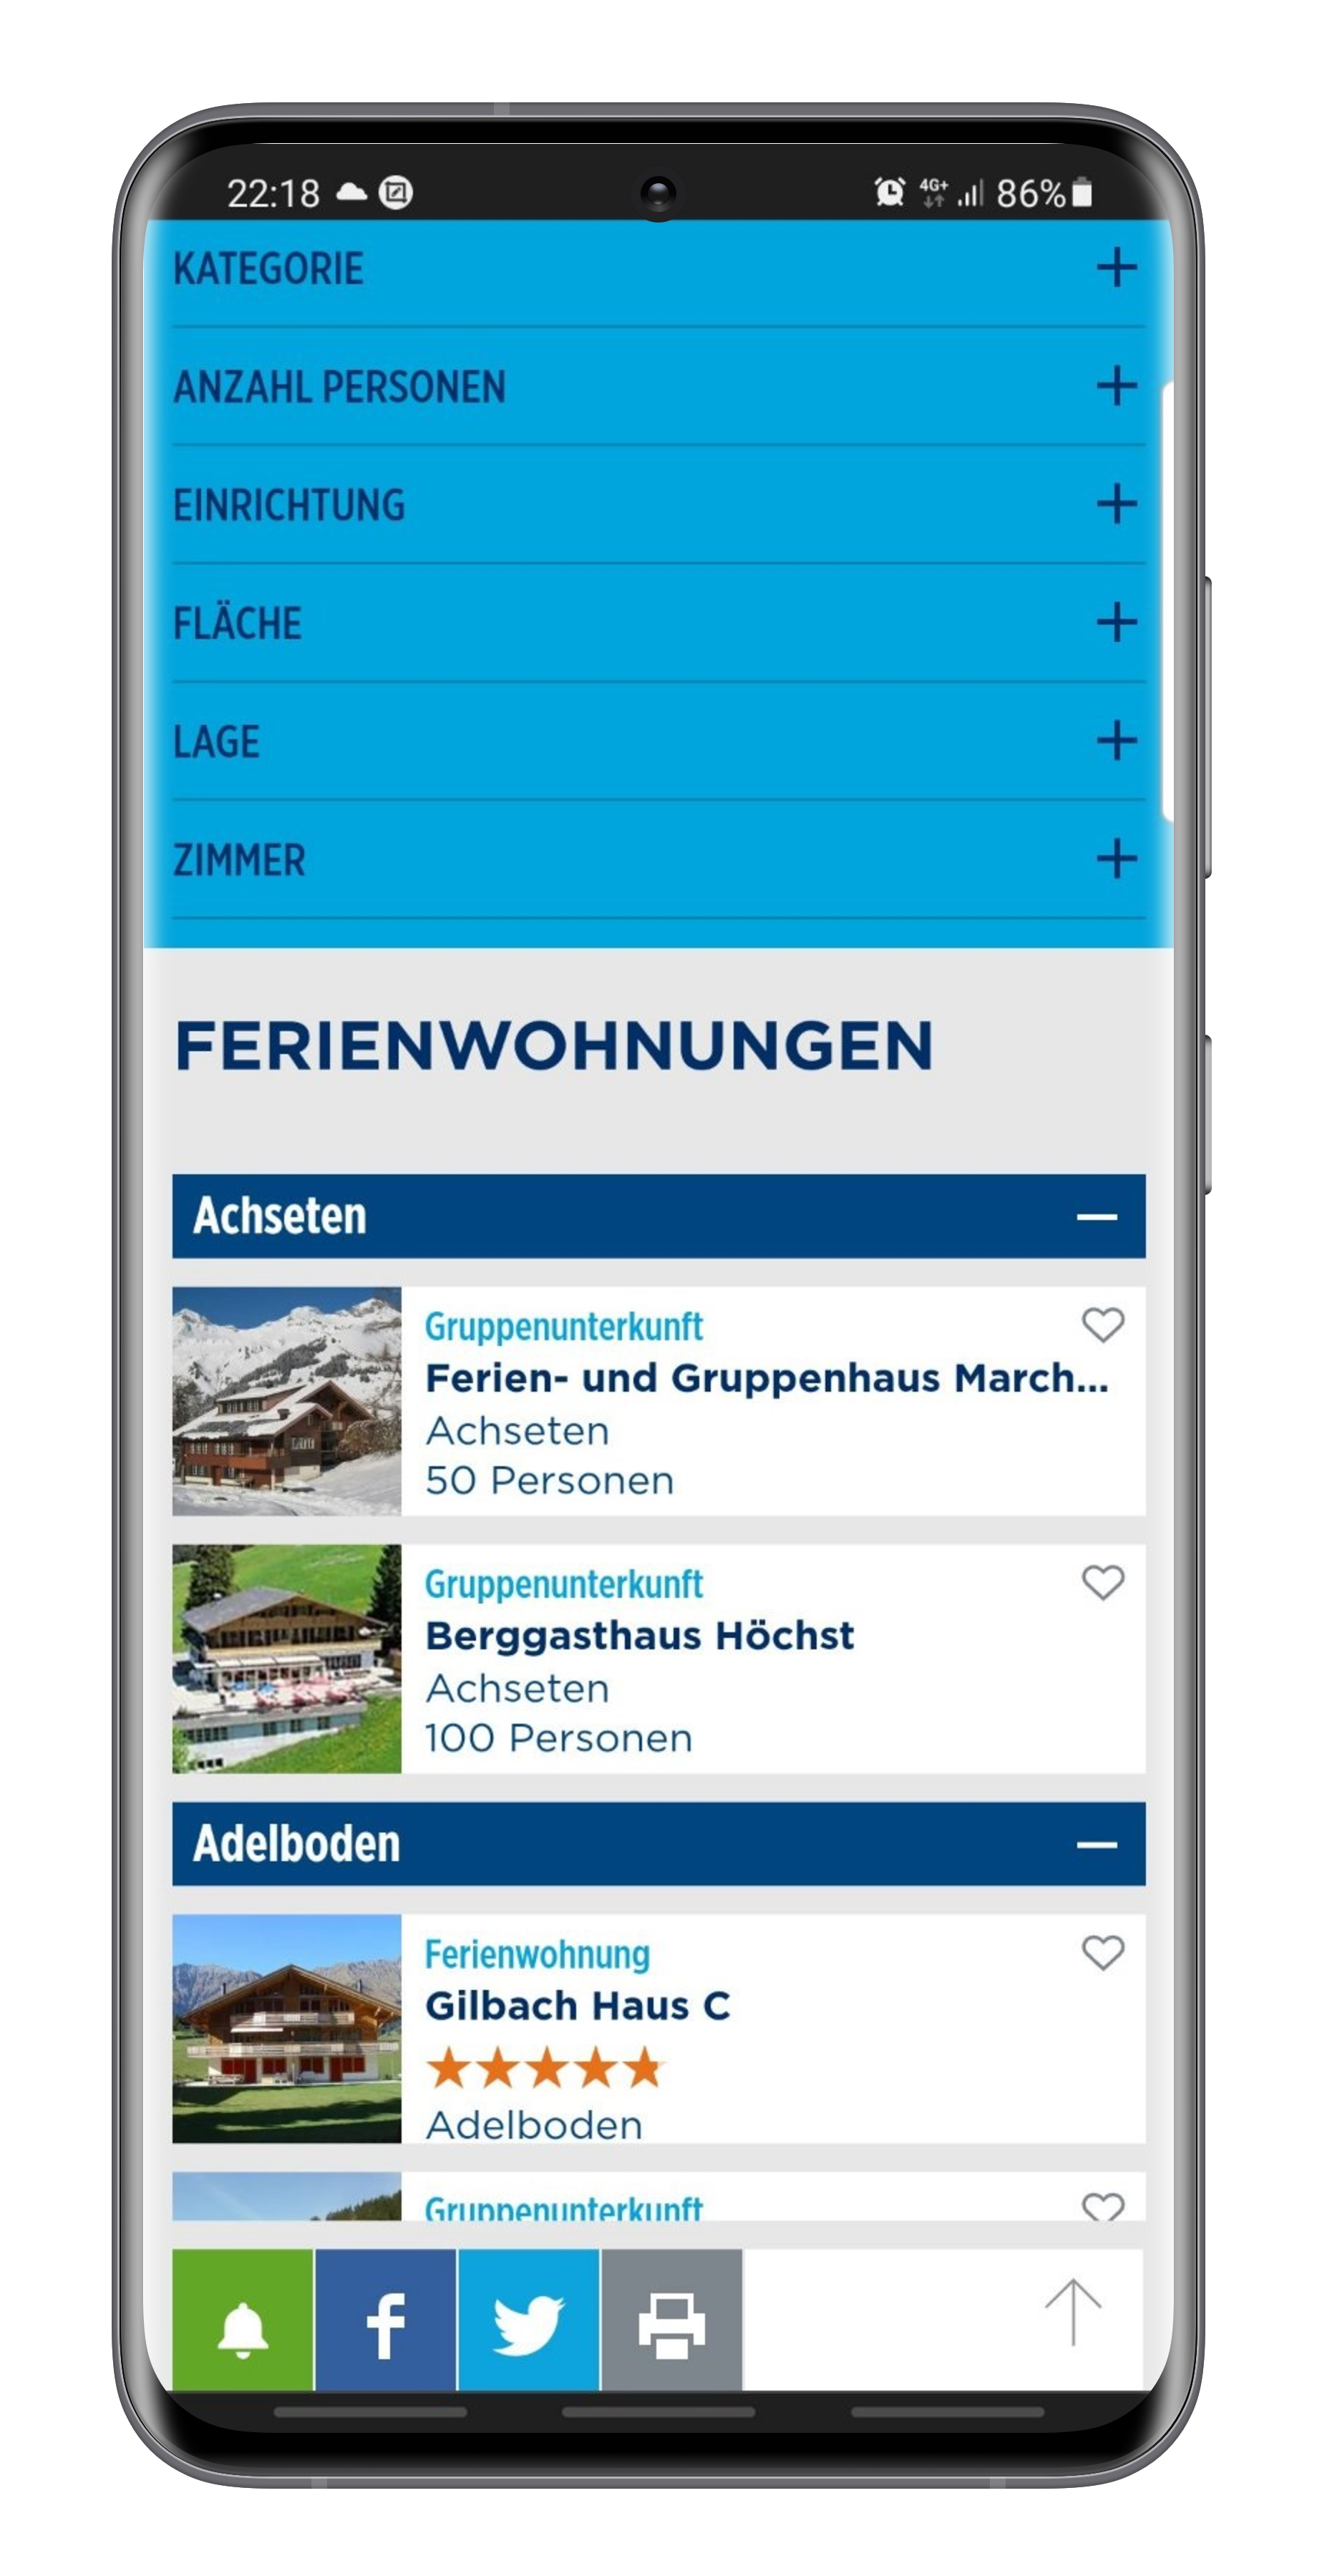 22:18 4G+ 86%
KATEGORIE
ANZAHL PERSONEN
EINRICHTUNG
FLÄCHE
LAGE
ZIMMER
FERIENWOHNUNGEN
Achseten
Gruppenunterkunft
Ferien- und Gruppenhaus March...
Achseten
50 Personen
Gruppenunterkunft
Berggasthaus Höchst
Achseten
100 Personen
Adelboden
Ferienwohnung
Gilbach Haus C
Adelboden
Gruppenunterkunft